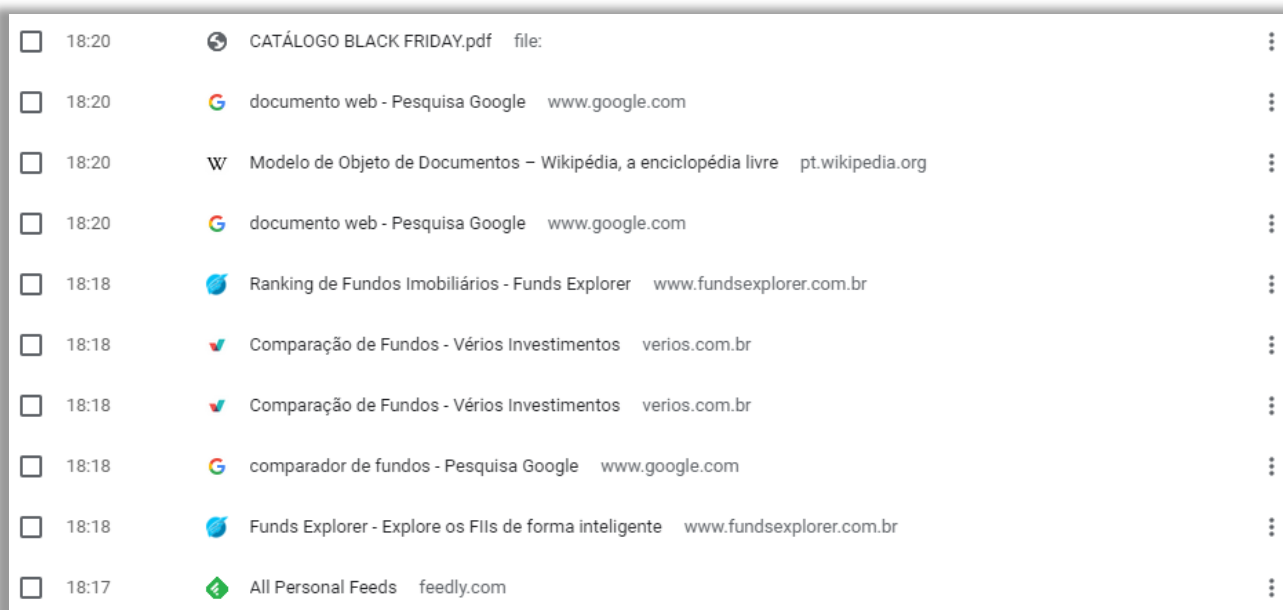 18:20 CATÁLOGO BLACK FRIDAY.pdf file:
18:20 documento web - Pesquisa Google www.google.com
18:20 W Modelo de Objeto de Documentos – Wikipédia, a enciclopédia livre pt.wikipedia.org
18:20 G documento web - Pesquisa Google www.google.com
18:18 Ranking de Fundos Imobiliários - Funds Explorer www.fundsexplorer.com.br
18:18 Comparação de Fundos - Vérios Investimentos verios.com.br
18:18 Comparação de Fundos - Vérios Investimentos verios.com.br
18:18 G comparador de fundos - Pesquisa Google www.google.com
18:18 Funds Explorer - Explore os FIIs de forma inteligente www.fundsexplorer.com.br
18:17 All Personal Feeds feedly.com